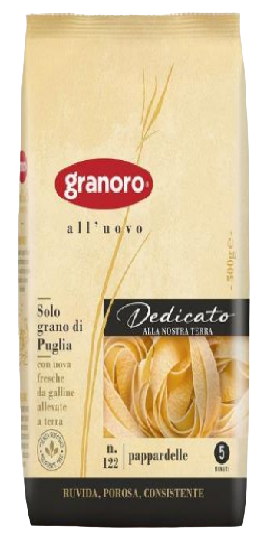 granoro
all'uovo
Solo
grano di
Puglia
con uova
fresche
da galline
allevate
a terra
500g e
Dedicato
ALLA NOSTRA TERRA
n.
122
pappardelle
5
MINUTI
RUVIDA, POROSA, CONSISTENTE